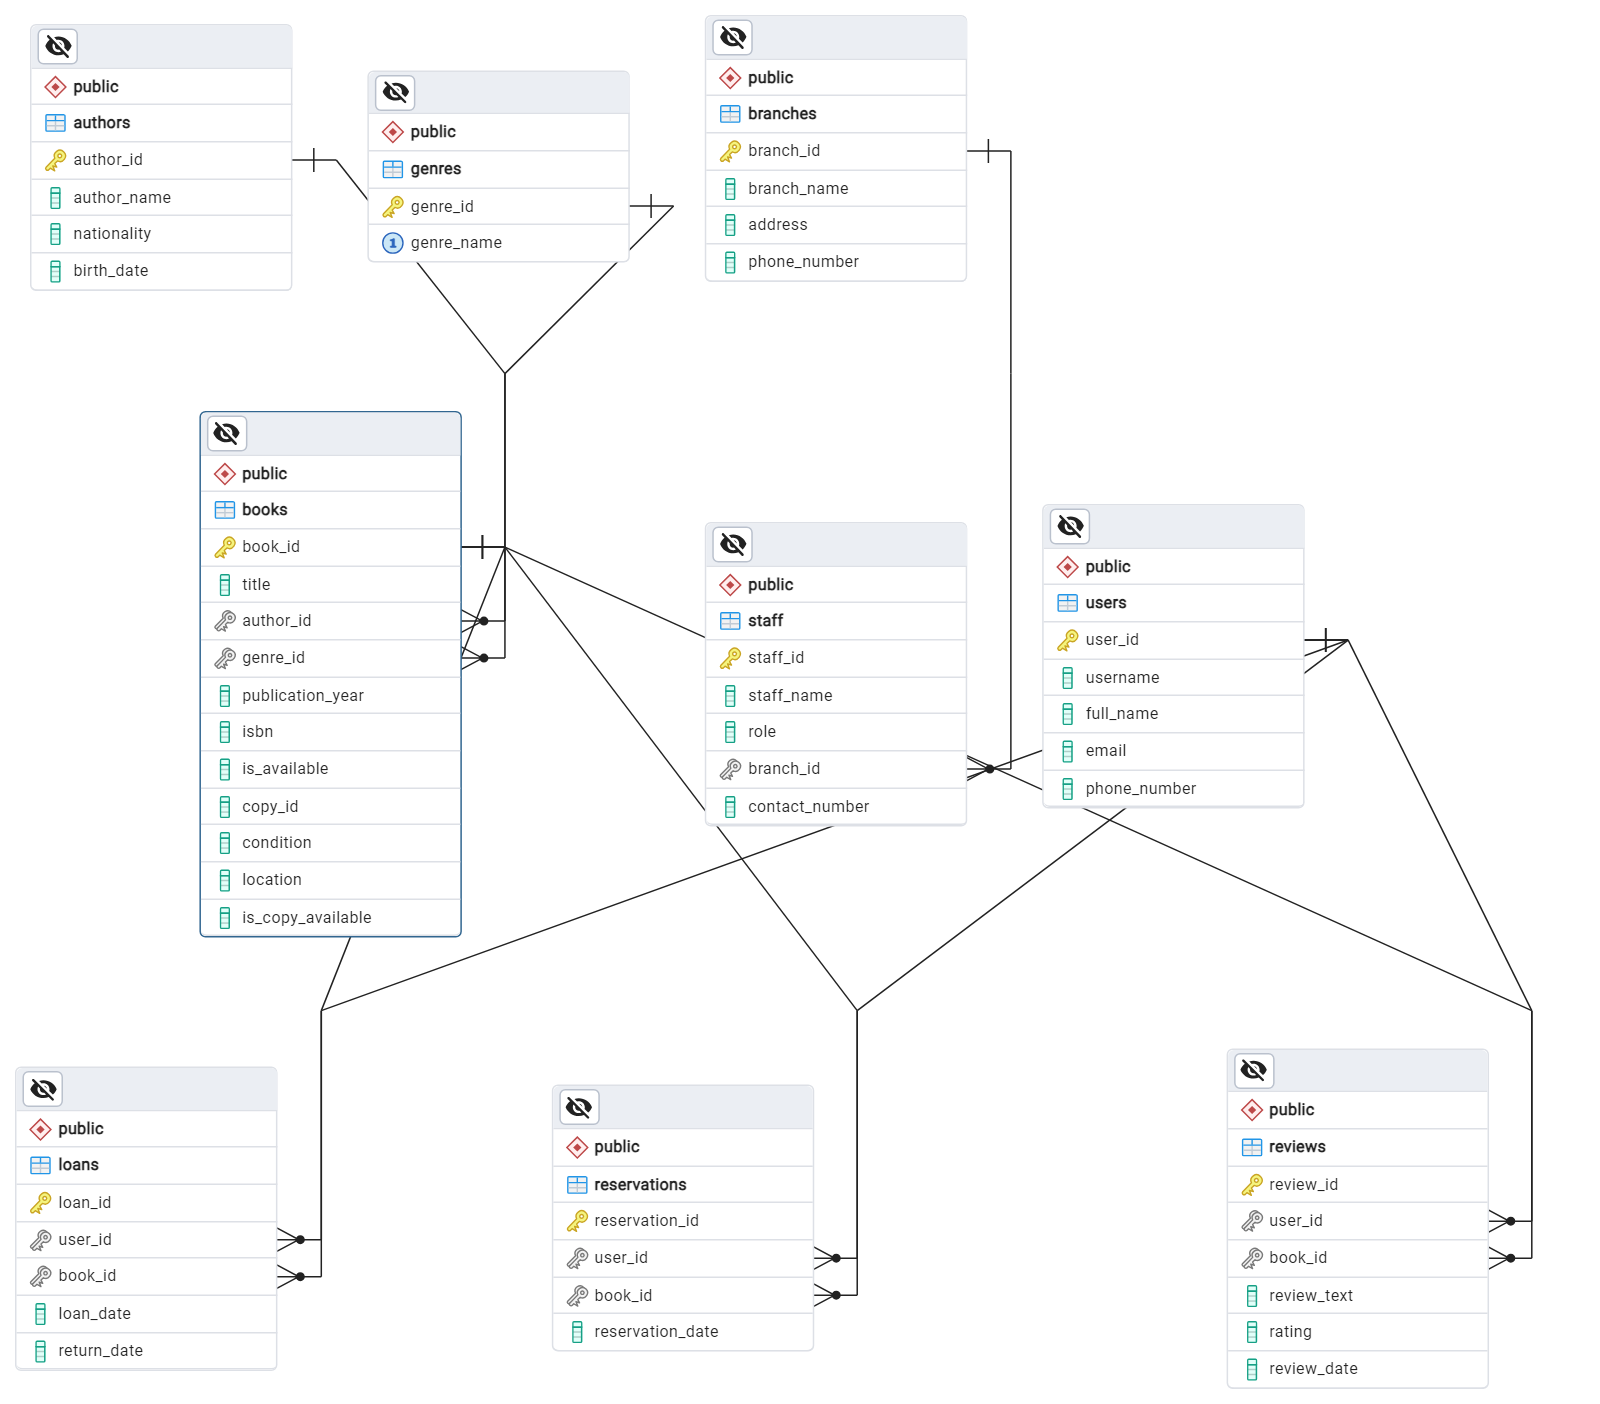 public
authors
author_id
author_name
nationality
birth_date
public
genres
genre_id
1 genre_name
public
branches
branch_id
branch_name
address
phone_number
public
books
book_id
title
author_id
genre_id
publication_year
isbn
is_available
copy_id
condition
location
is_copy_available
public
staff
staff_id
staff_name
role
branch_id
contact_number
public
users
user_id
username
full_name
email
phone_number
public
loans
loan_id
user_id
book_id
loan_date
return_date
public
reservations
reservation_id
user_id
book_id
reservation_date
public
reviews
review_id
user_id
book_id
review_text
rating
review_date